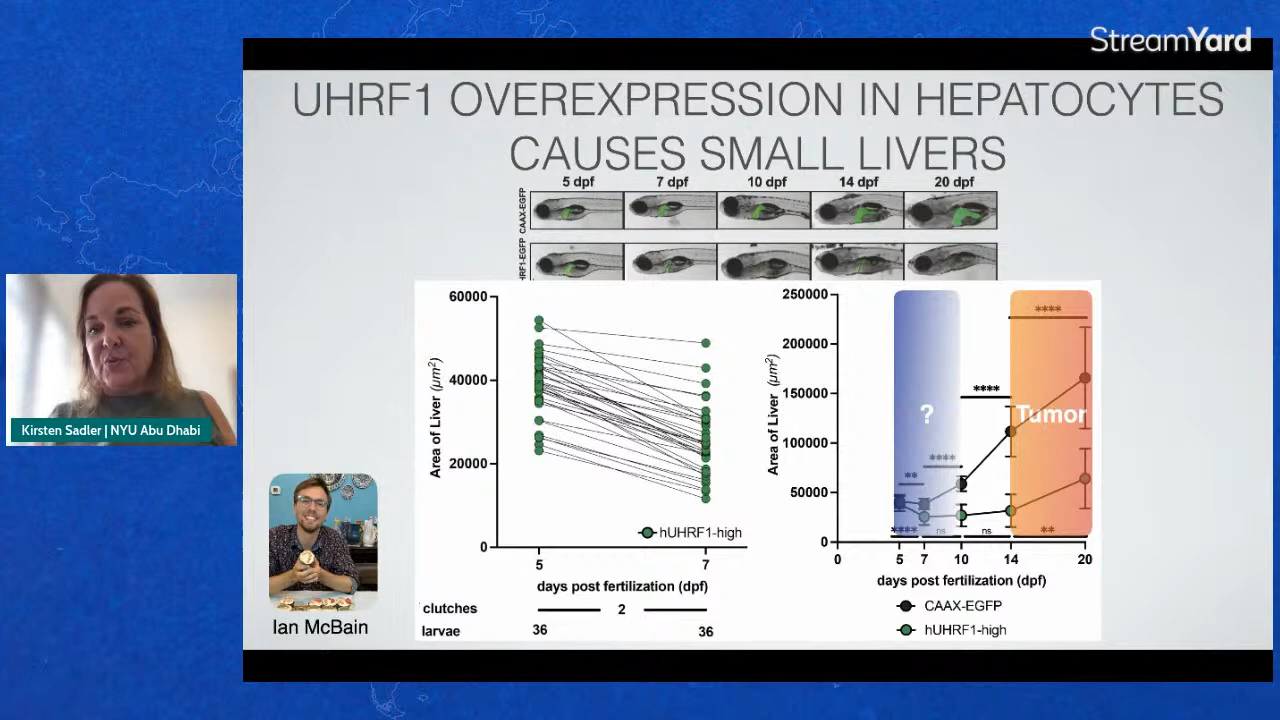 StreamYard
UHRF1 OVEREXPRESSION IN HEPATOCYTES
CAUSES SMALL LIVERS
5 dpf 7 dpf 10 dpf 14 dpf 20 dpf
CAAX-EGFP
HRF1-EGFP
60000
40000
20000
0
Area of Liver (μm²)
hUHRF1-high
5 7
days post fertilization (dpf)
clutches 2
larvae 36 36
250000
200000
150000
100000
50000
0
Area of Liver (μm²)
****
****
? Tumor
****
**
**** ns ns **
0 5 7 10 14 20
days post fertilization (dpf)
CAAX-EGFP
hUHRF1-high
Kirsten Sadler | NYU Abu Dhabi
Ian McBain